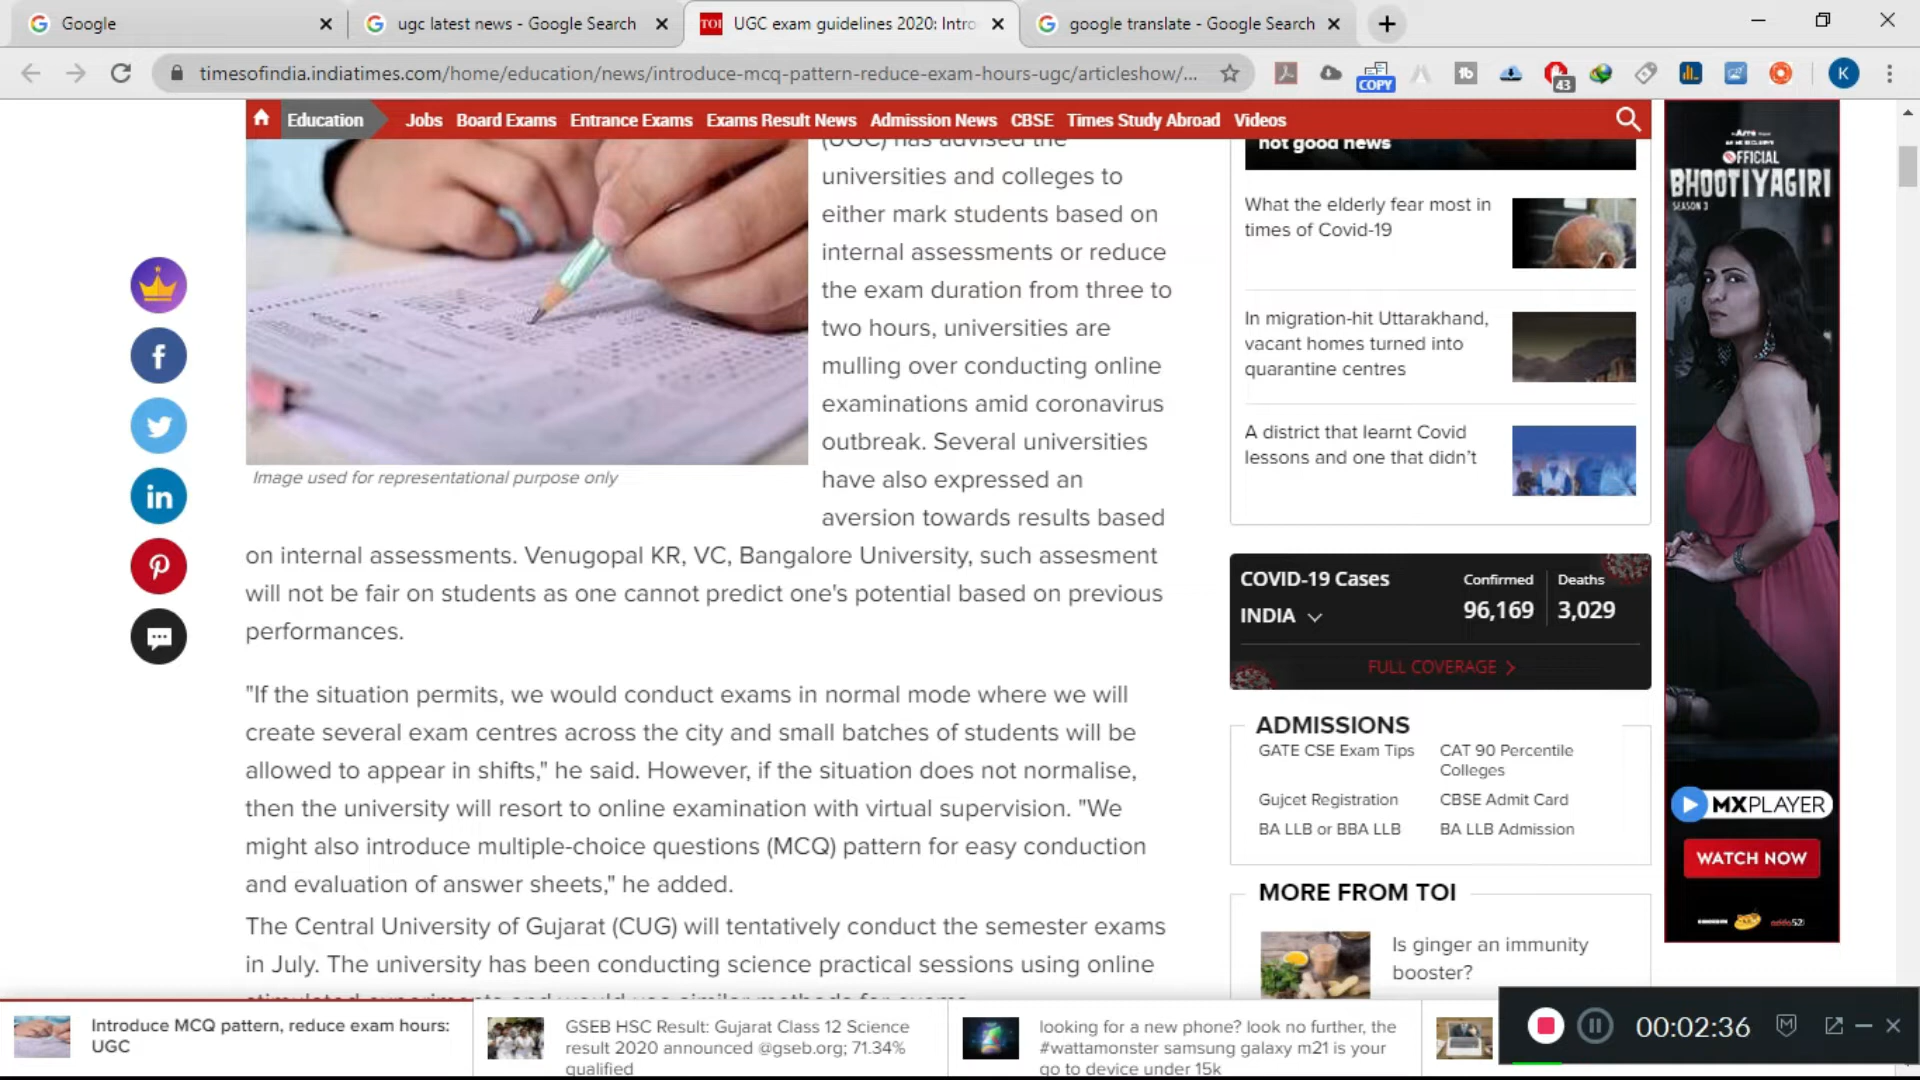 Google
ugc latest news - Google Search
TOI
UGC exam guidelines 2020: Intro
google translate - Google Search
timesofindia.indiatimes.com/home/education/news/introduce-mcq-pattern-reduce-exam-hours-ugc/articleshow/...
COPY
43
K
Education
Jobs
Board Exams
Entrance Exams
Exams Result News
Admission News
CBSE
Times Study Abroad
Videos
(UGC) has advised the
universities and colleges to
either mark students based on
internal assessments or reduce
the exam duration from three to
two hours, universities are
mulling over conducting online
examinations amid coronavirus
outbreak. Several universities
have also expressed an
aversion towards results based
Image used for representational purpose only
on internal assessments. Venugopal KR, VC, Bangalore University, such assesment
will not be fair on students as one cannot predict one's potential based on previous
performances.
"If the situation permits, we would conduct exams in normal mode where we will
create several exam centres across the city and small batches of students will be
allowed to appear in shifts," he said. However, if the situation does not normalise,
then the university will resort to online examination with virtual supervision. "We
might also introduce multiple-choice questions (MCQ) pattern for easy conduction
and evaluation of answer sheets," he added.
The Central University of Gujarat (CUG) will tentatively conduct the semester exams
in July. The university has been conducting science practical sessions using online
not good news
What the elderly fear most in
times of Covid-19
In migration-hit Uttarakhand,
vacant homes turned into
quarantine centres
A district that learnt Covid
lessons and one that didn't
COVID-19 Cases
INDIA
Confirmed
96,169
Deaths
3,029
FULL COVERAGE
ADMISSIONS
GATE CSE Exam Tips
CAT 90 Percentile
Colleges
Gujcet Registration
CBSE Admit Card
BA LLB or BBA LLB
BA LLB Admission
MORE FROM TOI
Is ginger an immunity
booster?
OFFICIAL
BHOOTIYAGIRI
SEASON 3
MXPLAYER
WATCH NOW
Introduce MCQ pattern, reduce exam hours:
UGC
GSEB HSC Result: Gujarat Class 12 Science
result 2020 announced @gseb.org; 71.34%
qualified
looking for a new phone? look no further, the
#wattamonster samsung galaxy m21 is your
go to device under 15k
00:02:36